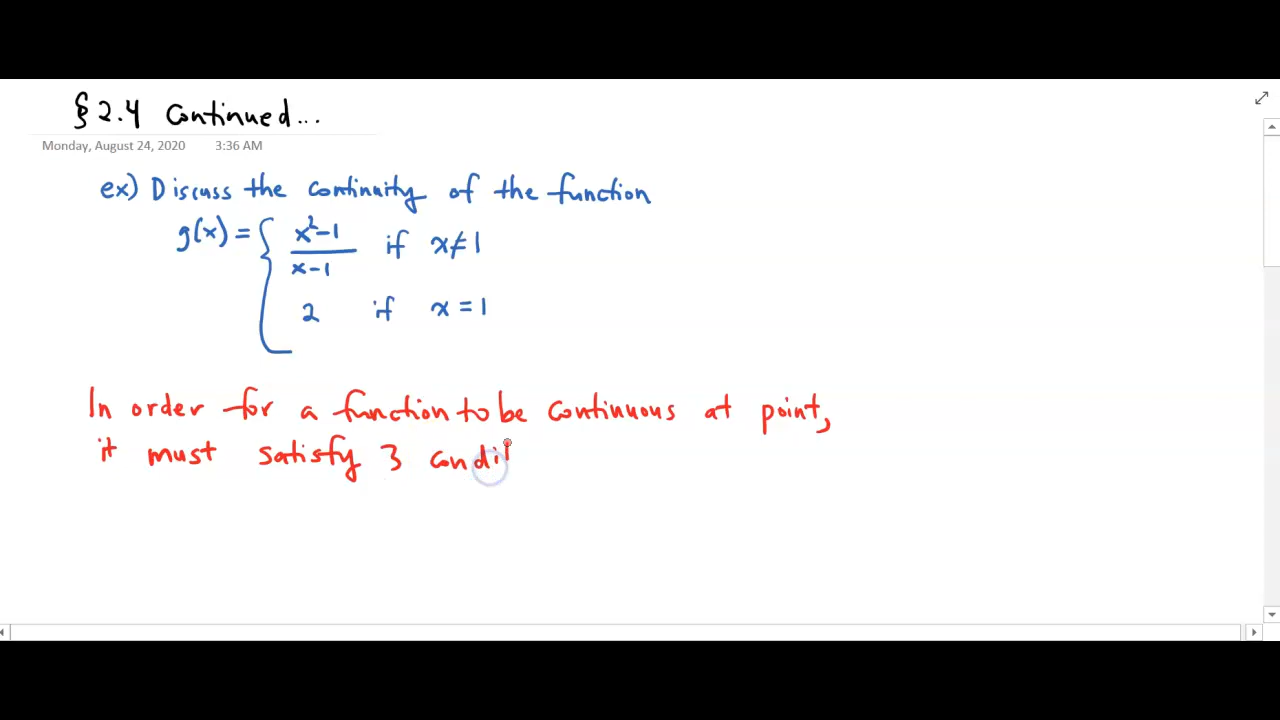 § 2.4 Continued...
Monday, August 24, 2020 3:36 AM
ex) Discuss the continuity of the function
g(x) = { x²-1 / x-1 if x≠1
2 if x = 1
In order for a function to be continuous at point,
it must satisfy 3 condit